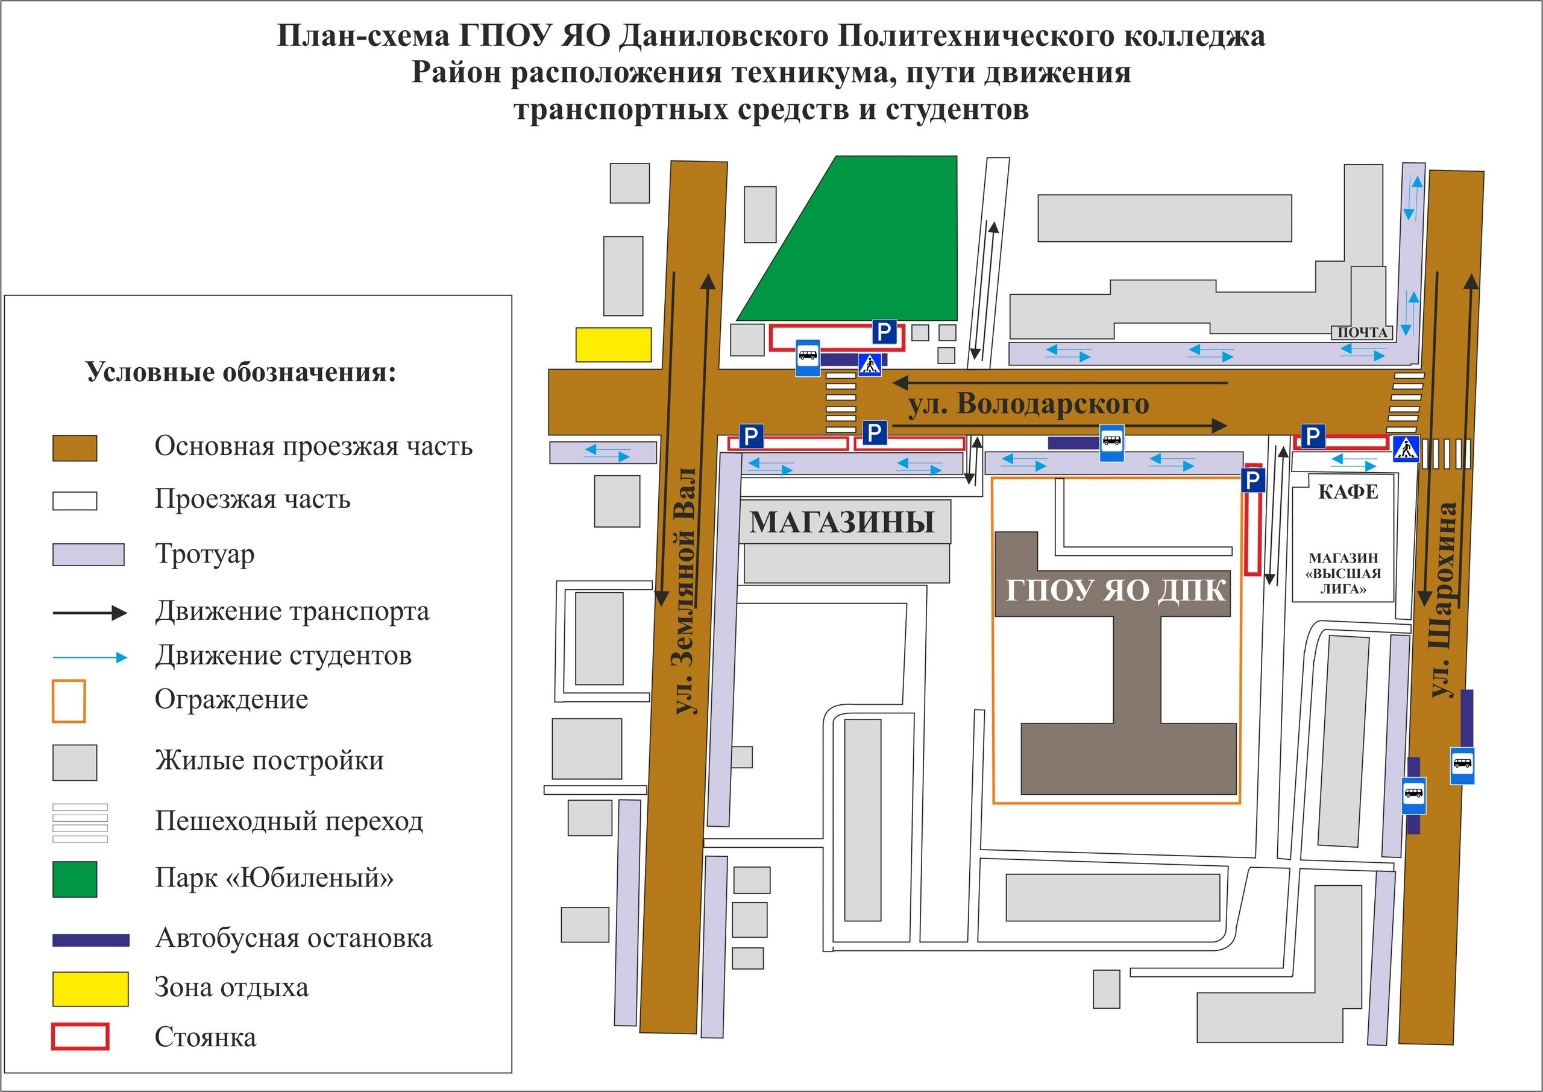 План-схема ГПОУ ЯО Даниловского Политехнического колледжа
Район расположения техникума, пути движения
транспортных средств и студентов
Условные обозначения:
Основная проезжая часть
Проезжая часть
Тротуар
Движение транспорта
Движение студентов
Ограждение
Жилые постройки
Пешеходный переход
Парк «Юбиленый»
Автобусная остановка
Зона отдыха
Стоянка
P
ПОЧТА
ул. Володарского
P
P
P
P
МАГАЗИНЫ
КАФЕ
МАГАЗИН
«ВЫСШАЯ
ЛИГА»
ГПОУ ЯО ДПК
ул. Земляной Вал
ул. Шарохина